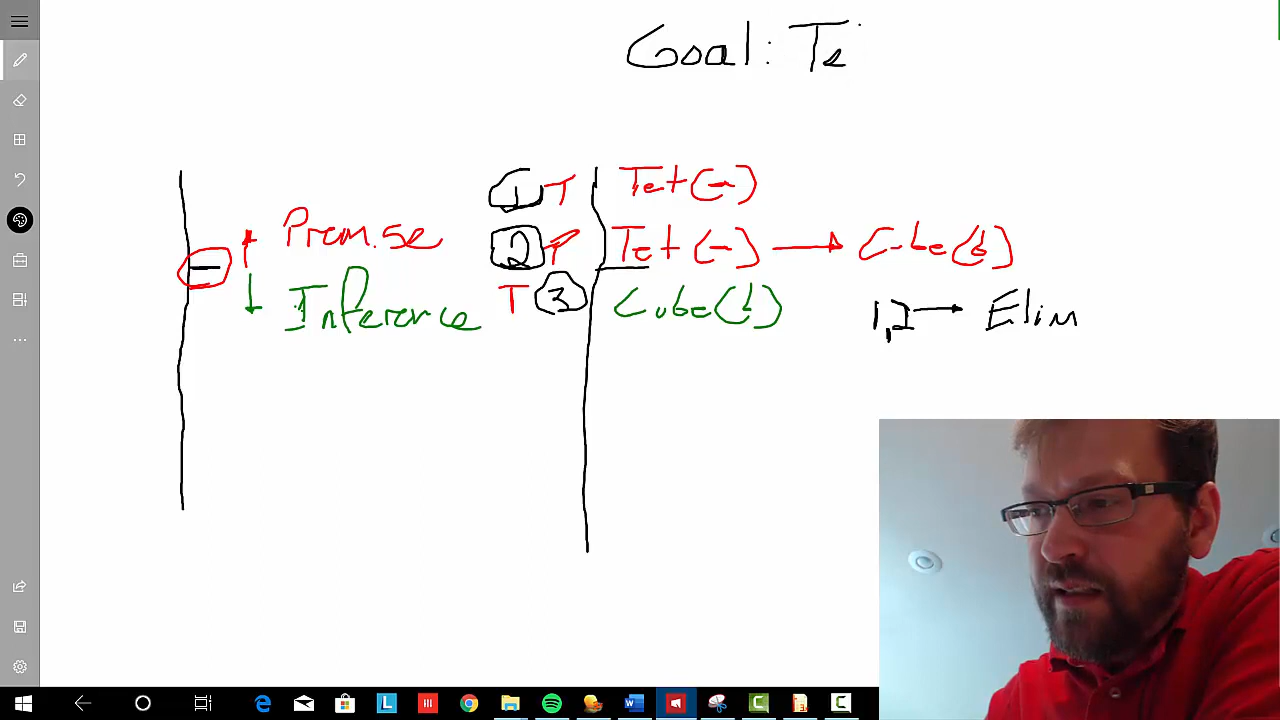 Goal: Te
1 T Tet(a)
Premise 2 T Tet(a) → Cube(b)
Inference T 3 Cube(b) 1,2 → Elim